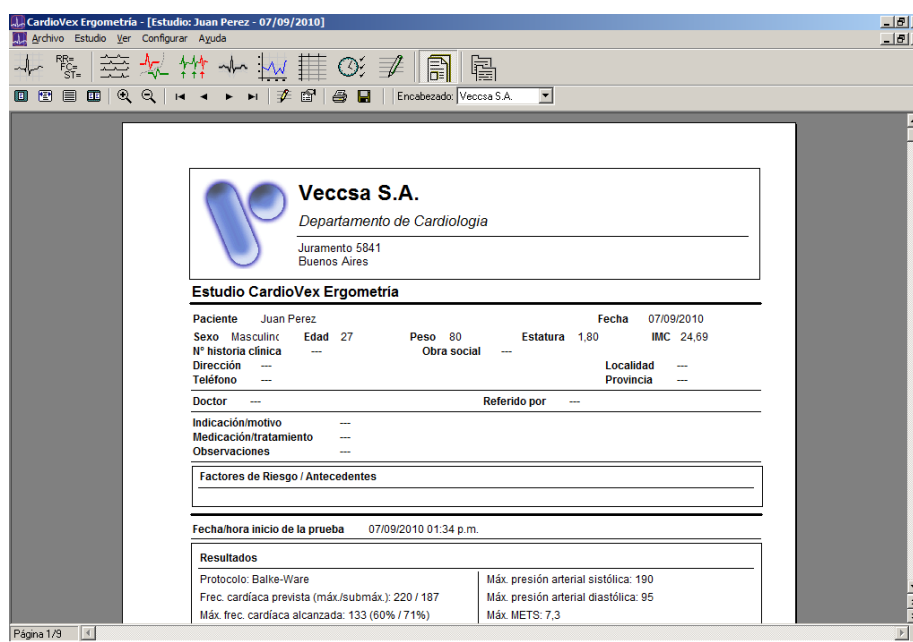 CardioVex Ergometría - [Estudio: Juan Perez - 07/09/2010]
Archivo Estudio Ver Configurar Ayuda
RR=
FC=
ST=
Encabezado: Veccsa S.A.
Veccsa S.A.
Departamento de Cardiologia
Juramento 5841
Buenos Aires
Estudio CardioVex Ergometría
Paciente Juan Perez Fecha 07/09/2010
Sexo Masculinc Edad 27 Peso 80 Estatura 1,80 IMC 24,69
Nº historia clínica --- Obra social ---
Dirección --- Localidad ---
Teléfono --- Provincia ---
Doctor --- Referido por ---
Indicación/motivo ---
Medicación/tratamiento ---
Observaciones ---
Factores de Riesgo / Antecedentes
Fecha/hora inicio de la prueba 07/09/2010 01:34 p.m.
Resultados
Protocolo: Balke-Ware Máx. presión arterial sistólica: 190
Frec. cardíaca prevista (máx./submáx.): 220 / 187 Máx. presión arterial diastólica: 95
Máx. frec. cardíaca alcanzada: 133 (60% / 71%) Máx. METS: 7,3
Página 1/9